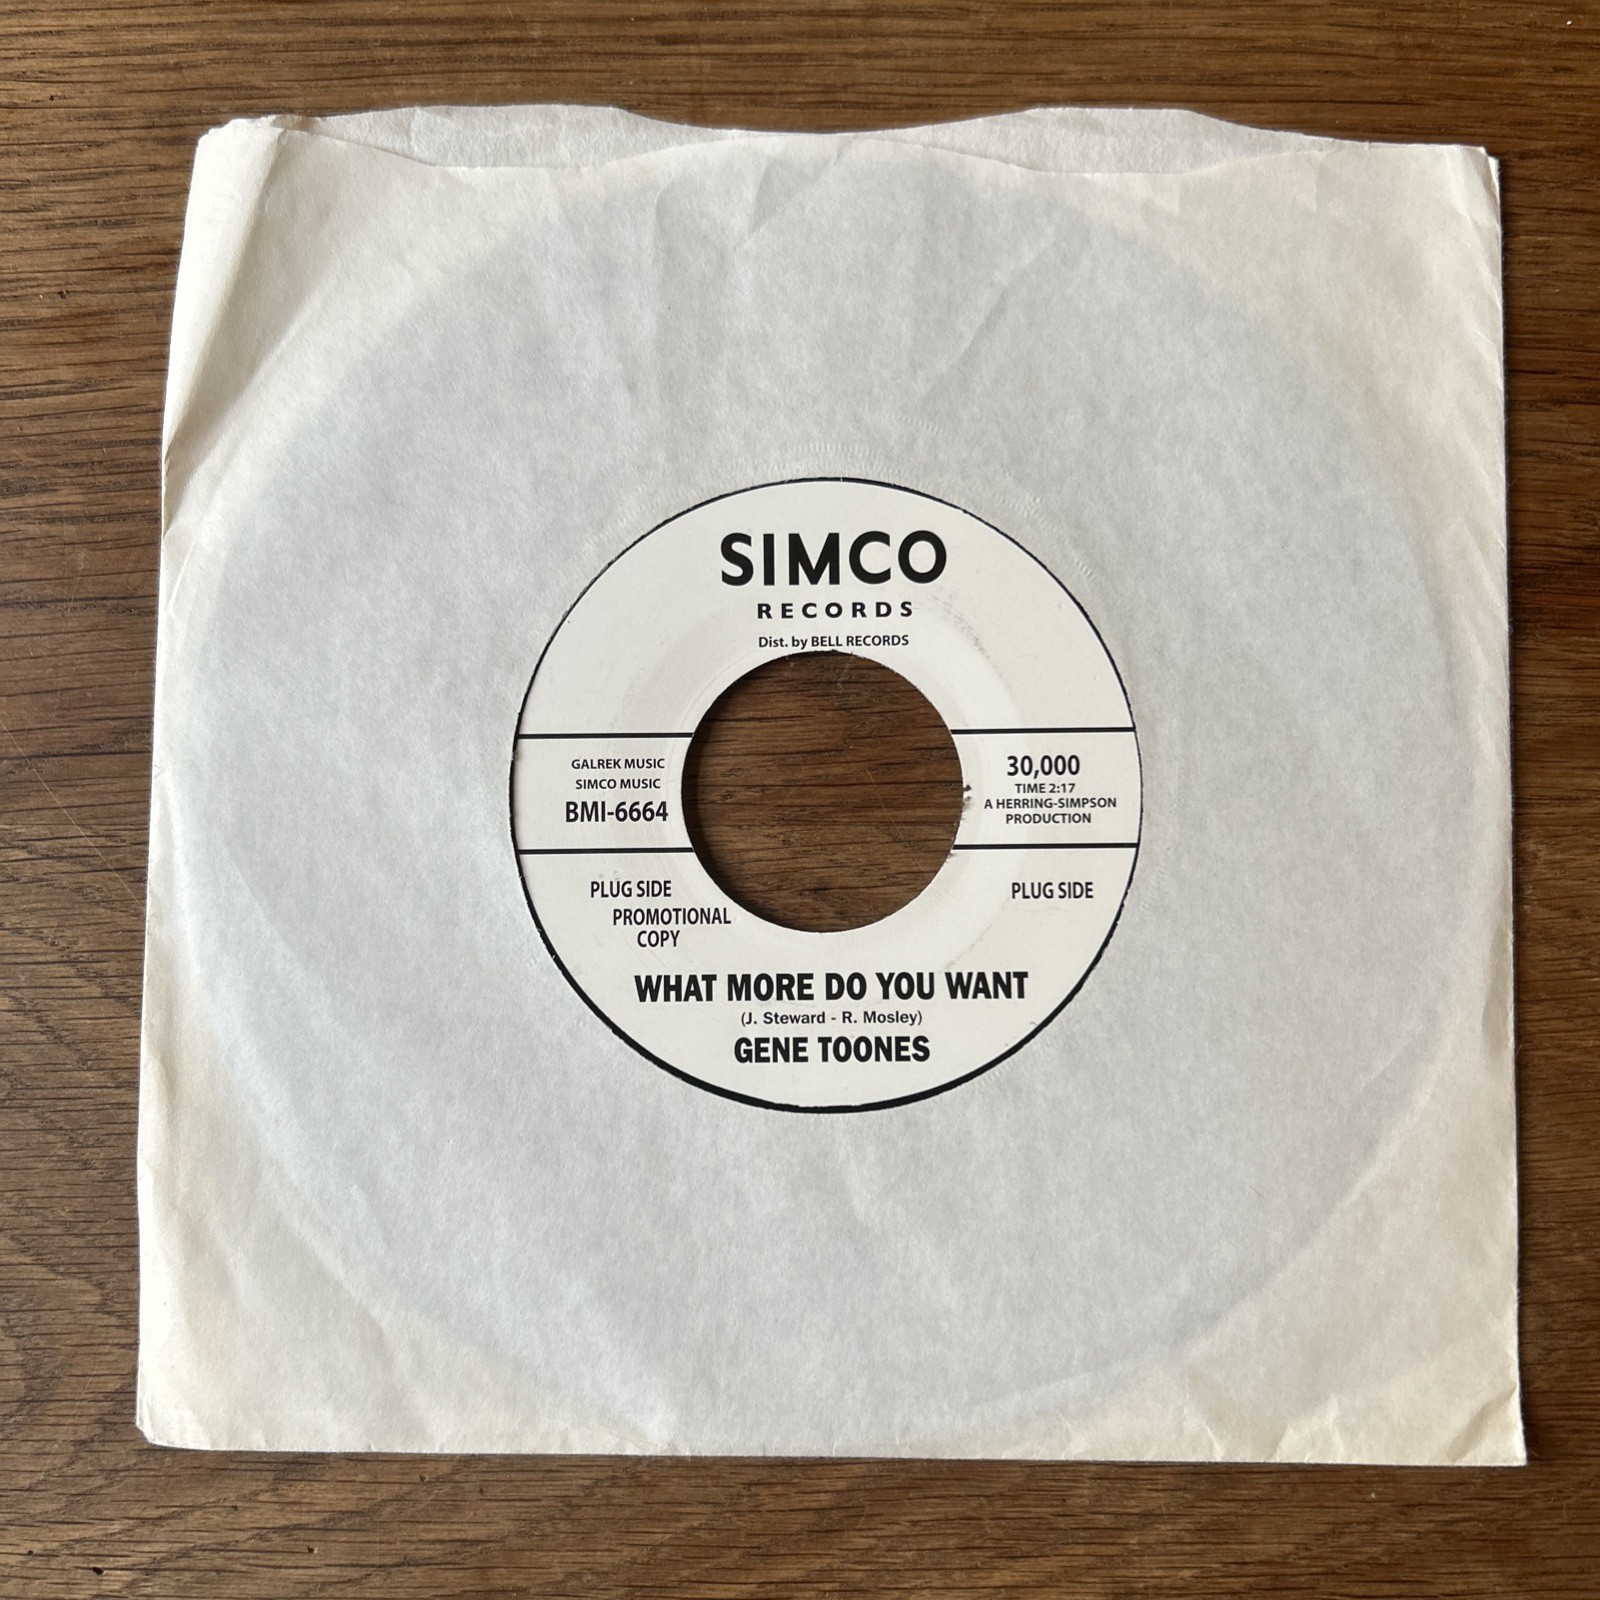 SIMCO
RECORDS
Dist. by BELL RECORDS
GALREK MUSIC
SIMCO MUSIC
BMI-6664
30,000
TIME 2:17
A HERRING-SIMPSON
PRODUCTION
PLUG SIDE
PROMOTIONAL
COPY
PLUG SIDE
WHAT MORE DO YOU WANT
(J. Steward - R. Mosley)
GENE TOONES